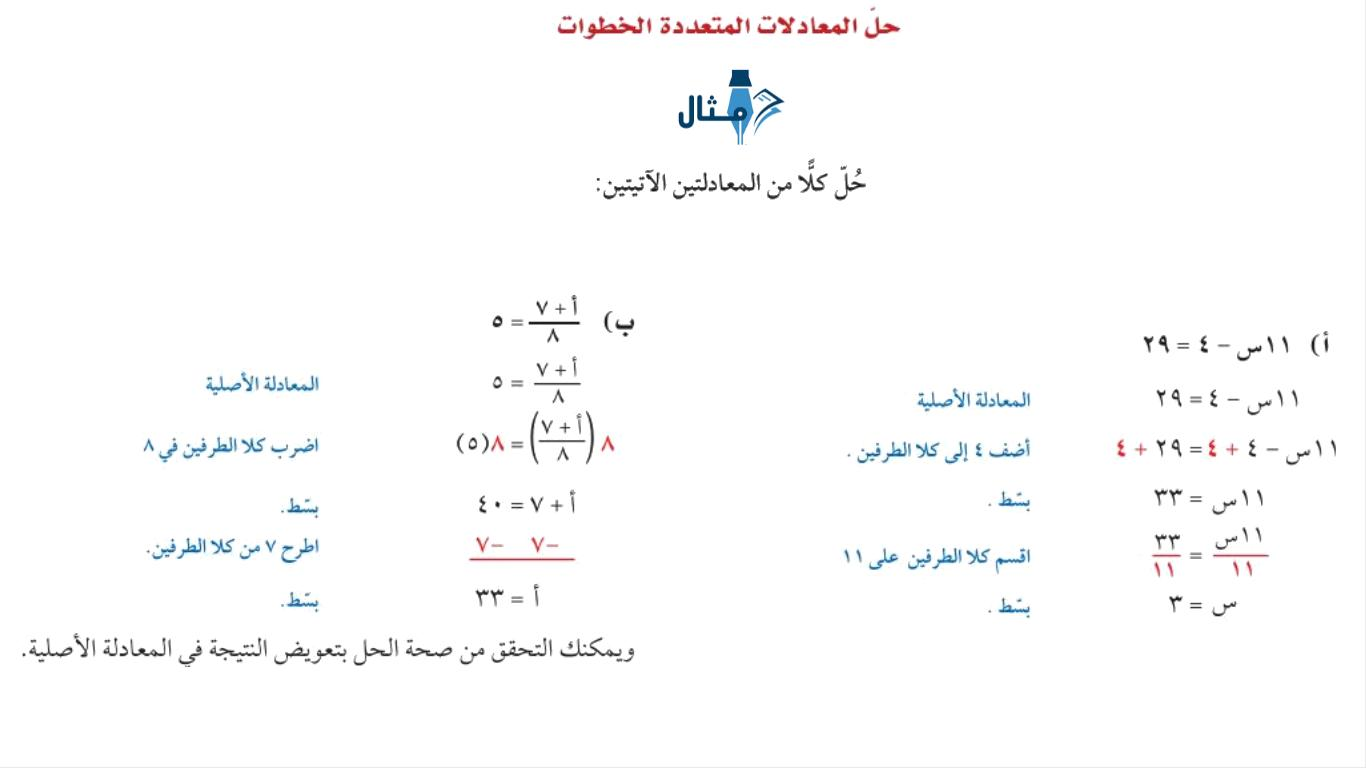 حلّ المعادلات المتعددة الخطوات
مثال
حُلّ كلًّا من المعادلتين الآتيتين:
أ) ١١س − ٤ = ٢٩
١١س − ٤ = ٢٩ المعادلة الأصلية
١١س − ٤ + ٤ = ٢٩ + ٤ أضف ٤ إلى كلا الطرفين .
١١س = ٣٣ بسّط .
١١س/١١ = ٣٣/١١ اقسم كلا الطرفين على ١١
س = ٣ بسّط .
ب) (أ + ٧)/٨ = ٥
(أ + ٧)/٨ = ٥ المعادلة الأصلية
٨((أ + ٧)/٨) = ٨(٥) اضرب كلا الطرفين في ٨
أ + ٧ = ٤٠ بسّط.
−٧ −٧ اطرح ٧ من كلا الطرفين.
أ = ٣٣ بسّط.
ويمكنك التحقق من صحة الحل بتعويض النتيجة في المعادلة الأصلية.